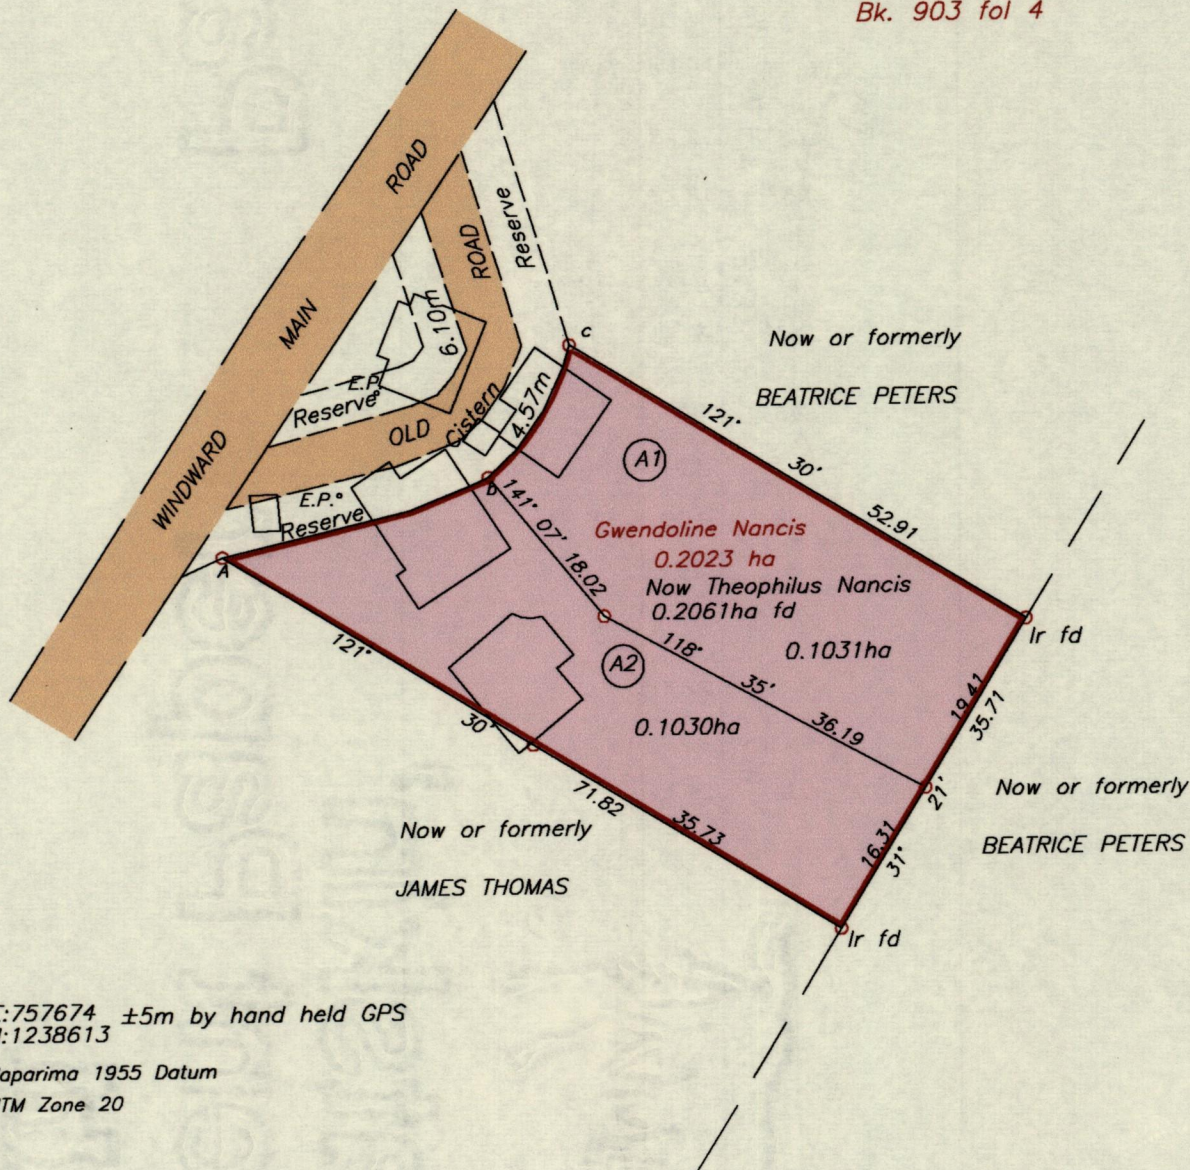 Bk. 903 fol 4
ROAD
MAIN
WINDWARD
ROAD
Reserve
6.10m
E.P.
Reserve
OLD
Cistern
4.57m
E.P.
Reserve
c
A
b
Now or formerly
BEATRICE PETERS
121°
30'
52.91
A1
141° 07'
18.02
Gwendoline Nancis
0.2023 ha
Now Theophilus Nancis
0.2061ha fd
0.1031ha
Ir fd
118°
35'
36.19
A2
0.1030ha
19.41
35.71
21'
16.31
31°
121°
30'
71.82
35.73
Now or formerly
BEATRICE PETERS
Now or formerly
JAMES THOMAS
Ir fd
:757674 ±5m by hand held GPS
:1238613
aparima 1955 Datum
TM Zone 20